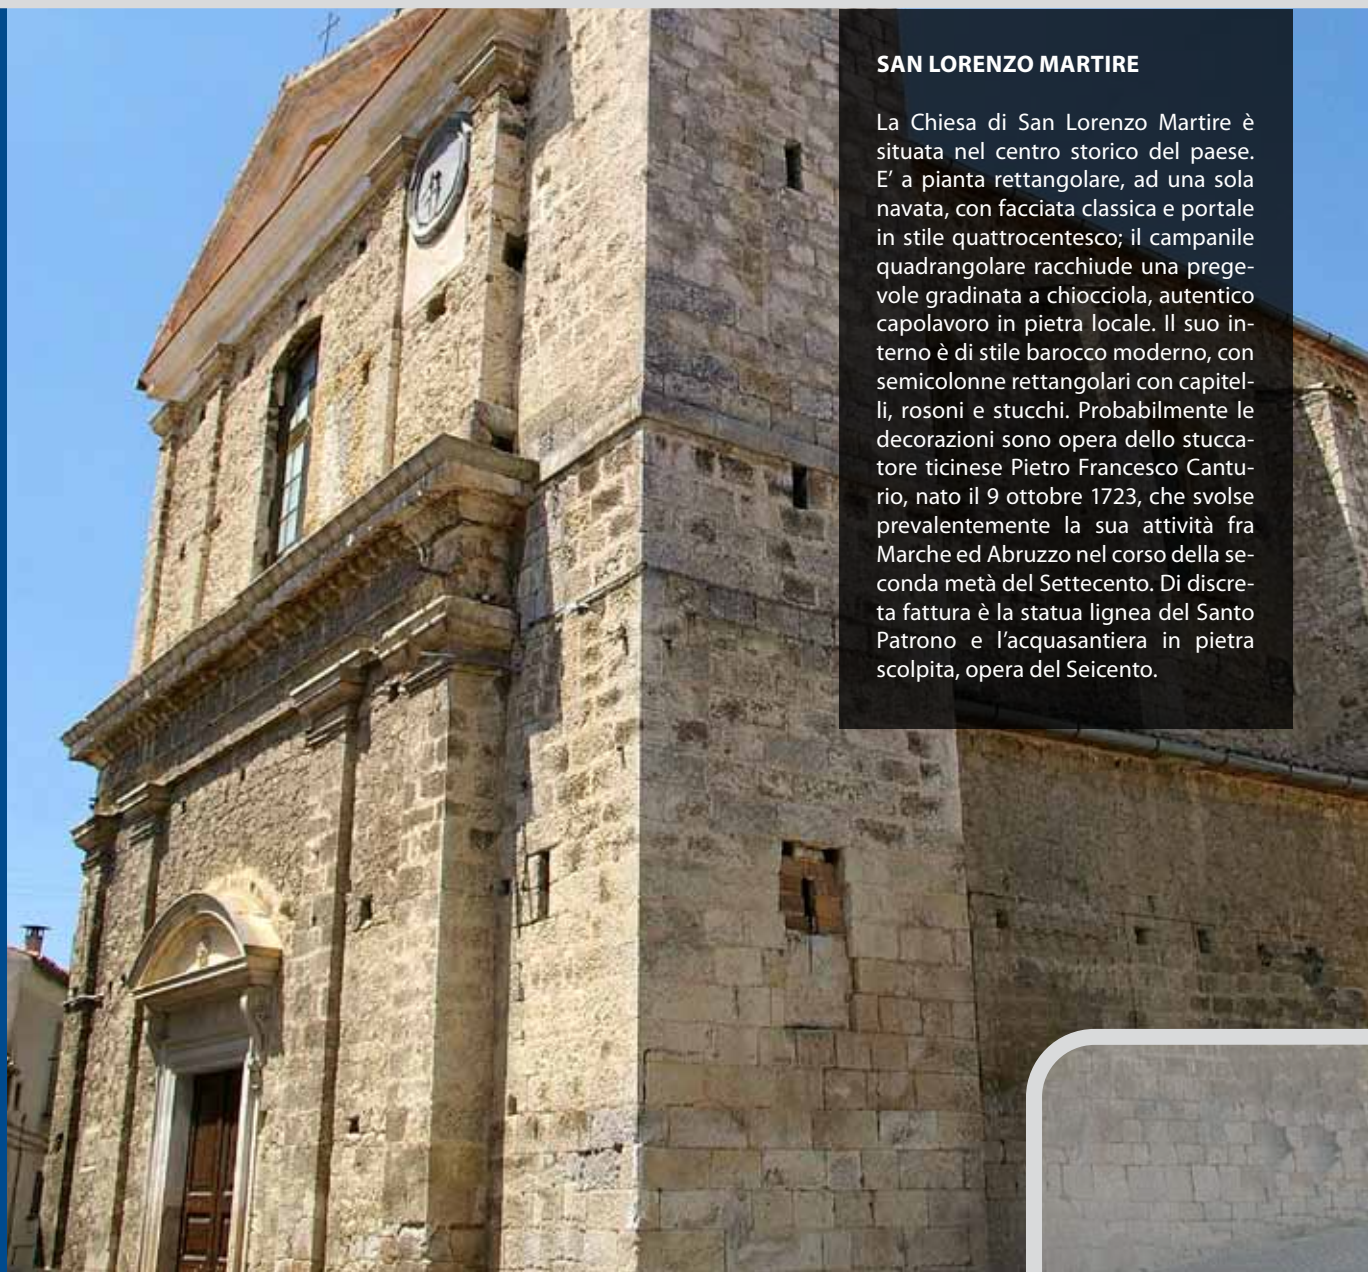 SAN LORENZO MARTIRE
La Chiesa di San Lorenzo Martire è
situata nel centro storico del paese.
E' a pianta rettangolare, ad una sola
navata, con facciata classica e portale
in stile quattrocentesco; il campanile
quadrangolare racchiude una prege-
vole gradinata a chiocciola, autentico
capolavoro in pietra locale. Il suo in-
terno è di stile barocco moderno, con
semicolonne rettangolari con capitel-
li, rosoni e stucchi. Probabilmente le
decorazioni sono opera dello stucca-
tore ticinese Pietro Francesco Cantu-
rio, nato il 9 ottobre 1723, che svolse
prevalentemente la sua attività fra
Marche ed Abruzzo nel corso della se-
conda metà del Settecento. Di discre-
ta fattura è la statua lignea del Santo
Patrono e l'acquasantiera in pietra
scolpita, opera del Seicento.